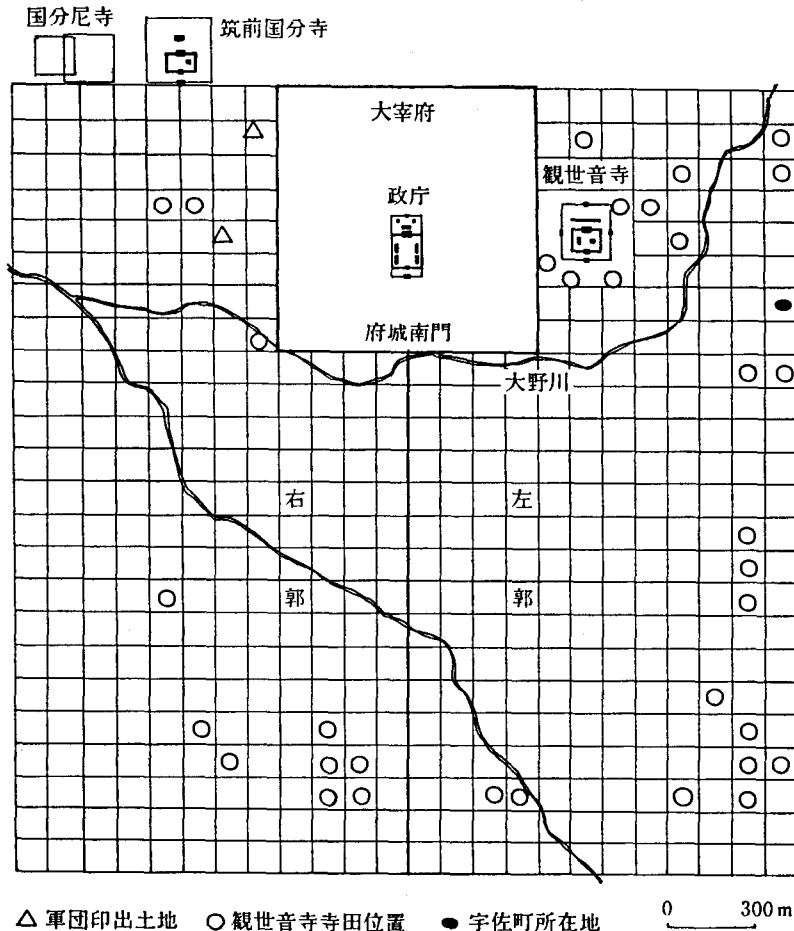 国分尼寺
筑前国分寺
大宰府
政庁
観世音寺
府城南門
大野川
右
左
郭
郭
△ 軍団印出土地 ○ 観世音寺寺田位置 ● 宇佐町所在地
0 300m